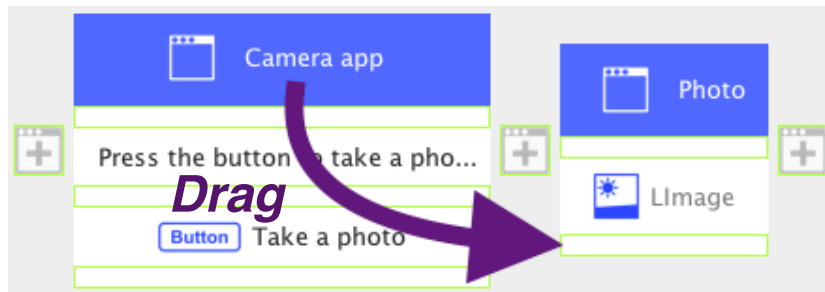 Camera app
Photo
Press the button to take a pho...
Drag
LImage
Button Take a photo